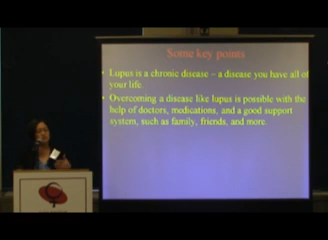 Some key points
• Lupus is a chronic disease – a disease you have all of
your life.
• Overcoming a disease like lupus is possible with the
help of doctors, medications, and a good support
system, such as family, friends, and more.